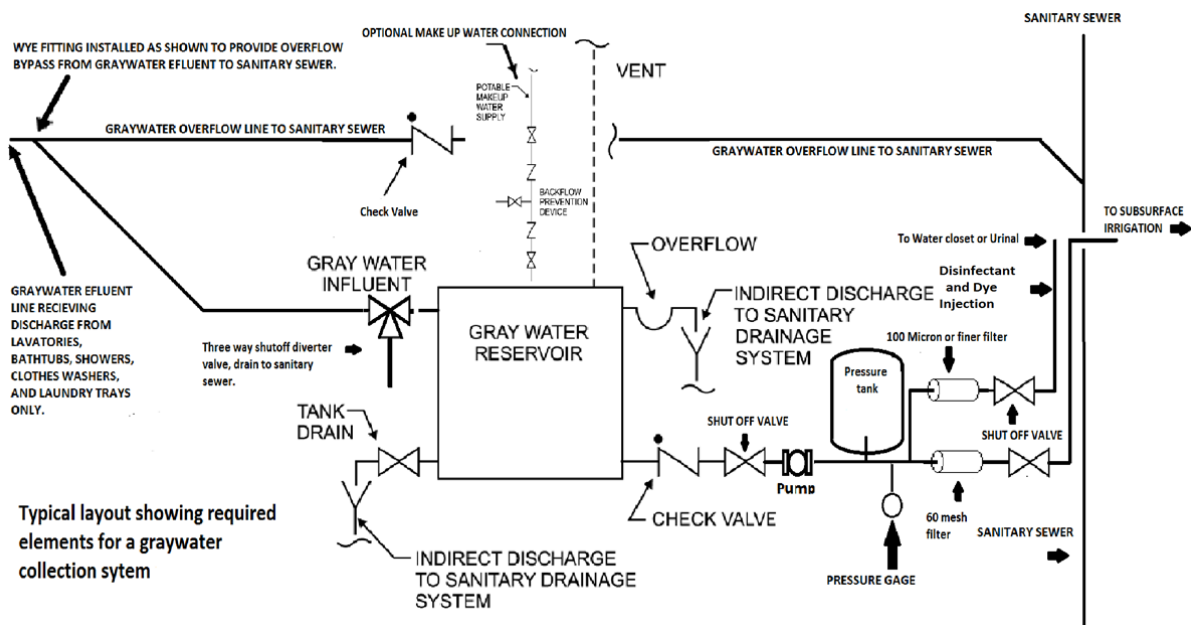 SANITARY SEWER
OPTIONAL MAKE UP WATER CONNECTION
WYE FITTING INSTALLED AS SHOWN TO PROVIDE OVERFLOW
BYPASS FROM GRAYWATER EFLUENT TO SANITARY SEWER.
VENT
POTABLE
MAKEUP
WATER
SUPPLY
GRAYWATER OVERFLOW LINE TO SANITARY SEWER
GRAYWATER OVERFLOW LINE TO SANITARY SEWER
Check Valve
BACKFLOW
PREVENTION
DEVICE
TO SUBSURFACE
IRRIGATION
To Water closet or Urinal
OVERFLOW
GRAY WATER
INFLUENT
Disinfectant
and Dye
Injection
GRAYWATER EFLUENT
LINE RECIEVING
DISCHARGE FROM
LAVATORIES,
BATHTUBS, SHOWERS,
CLOTHES WASHERS,
AND LAUNDRY TRAYS
ONLY.
INDIRECT DISCHARGE
TO SANITARY
DRAINAGE
SYSTEM
GRAY WATER
RESERVOIR
100 Micron or finer filter
Three way shutoff diverter
valve, drain to sanitary
sewer.
Pressure
tank
TANK
DRAIN
SHUT OFF VALVE
SHUT OFF VALVE
Pump
CHECK VALVE
60 mesh
filter
SANITARY SEWER
Typical layout showing required
elements for a graywater
collection sytem
INDIRECT DISCHARGE
TO SANITARY DRAINAGE
SYSTEM
PRESSURE GAGE